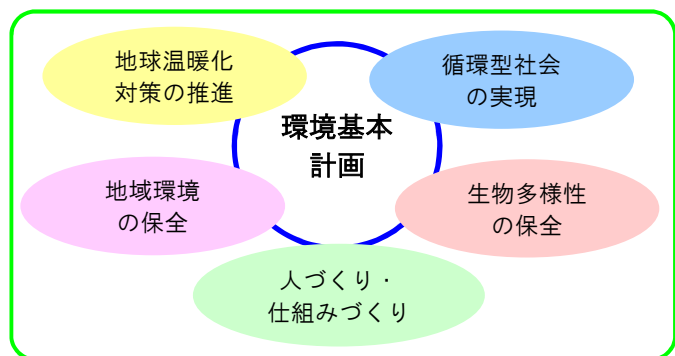 地球温暖化
対策の推進
循環型社会
の実現
環境基本
計画
地域環境
の保全
生物多様性
の保全
人づくり・
仕組みづくり